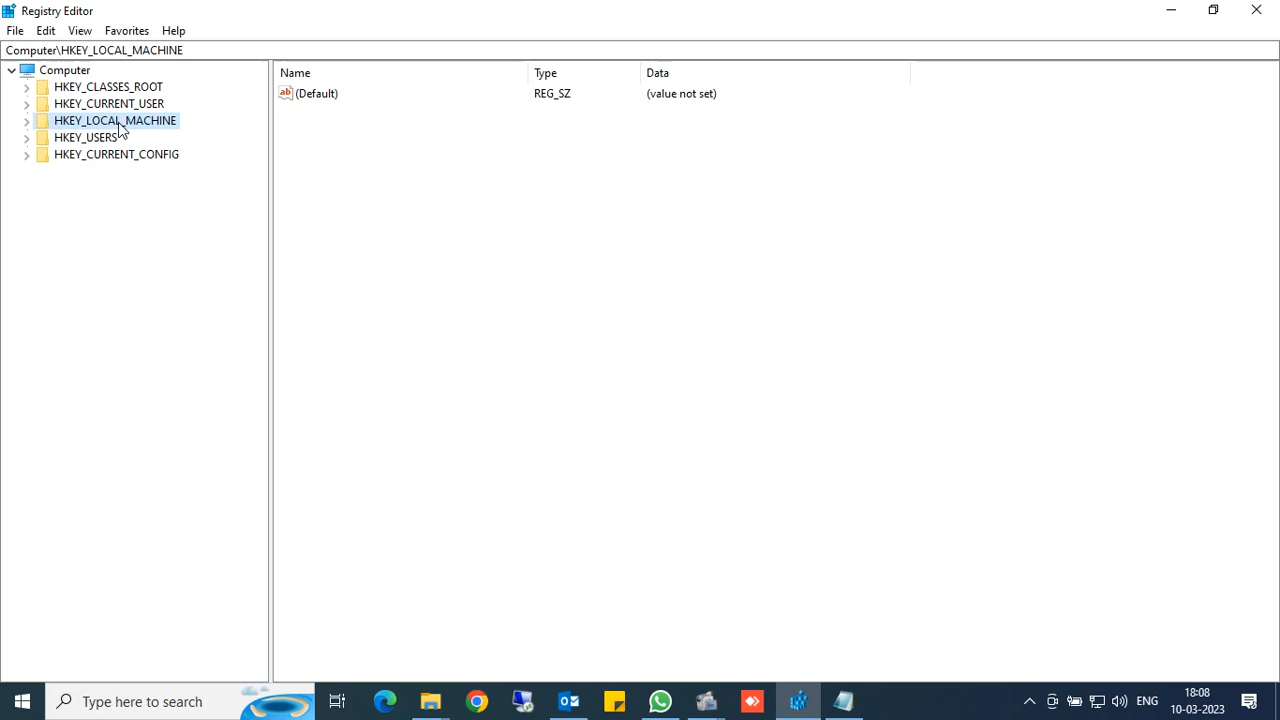 Registry Editor
File Edit View Favorites Help
Computer\HKEY_LOCAL_MACHINE
Computer
HKEY_CLASSES_ROOT
HKEY_CURRENT_USER
HKEY_LOCAL_MACHINE
HKEY_USERS
HKEY_CURRENT_CONFIG
Name Type Data
ab (Default) REG_SZ (value not set)
Type here to search
ENG
18:08
10-03-2023